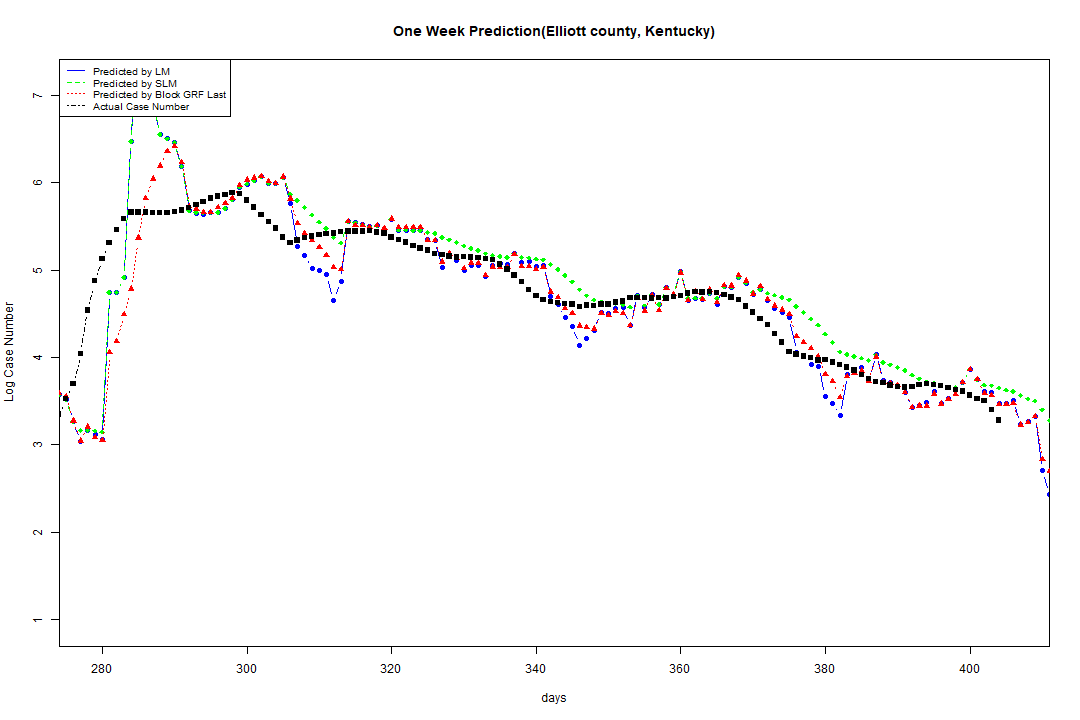 One Week Prediction(Elliott county, Kentucky)
Predicted by LM
Predicted by SLM
Predicted by Block GRF Last
Actual Case Number
Log Case Number
7
6
5
4
3
2
1
280 300 320 340 360 380 400
days